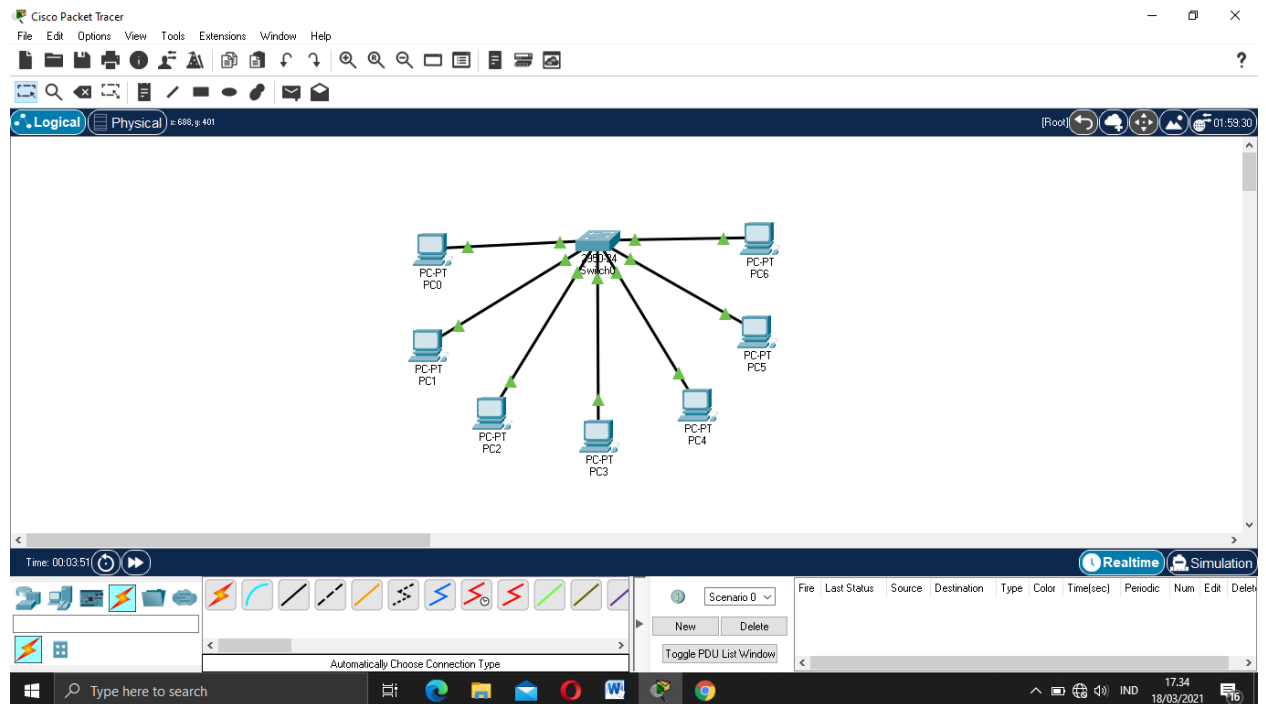 Cisco Packet Tracer
File Edit Options View Tools Extensions Window Help
?
Logical Physical x: 688, y: 401 [Root] 01:59:30
PC-PT
PC0
2950-24
Switch0
PC-PT
PC6
PC-PT
PC1
PC-PT
PC5
PC-PT
PC2
PC-PT
PC4
PC-PT
PC3
Time: 00:03:51 Realtime Simulation
Scenario 0
New Delete
Toggle PDU List Window
Fire Last Status Source Destination Type Color Time(sec) Periodic Num Edit Delet
Automatically Choose Connection Type
Type here to search
IND
17.34
18/03/2021
16